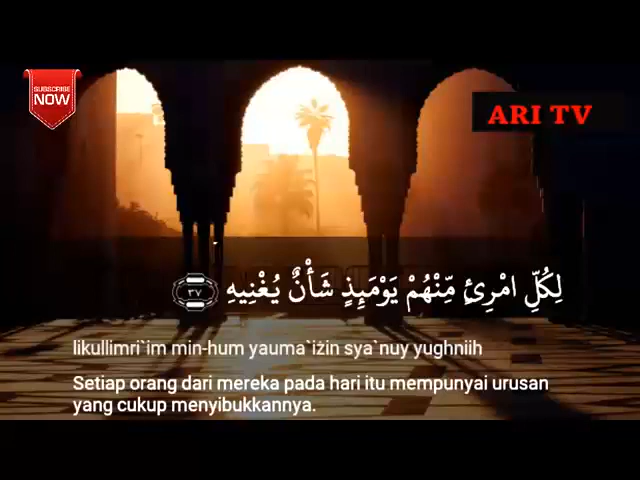 SUBSCRIBE
NOW
ARI TV
لِكُلِّ امْرِئٍ مِّنْهُمْ يَوْمَىِٕذٍ شَأْنٌ يُغْنِيهِ ٣٧
likullimri`im min-hum yauma`iżin sya`nuy yughniih
Setiap orang dari mereka pada hari itu mempunyai urusan
yang cukup menyibukkannya.